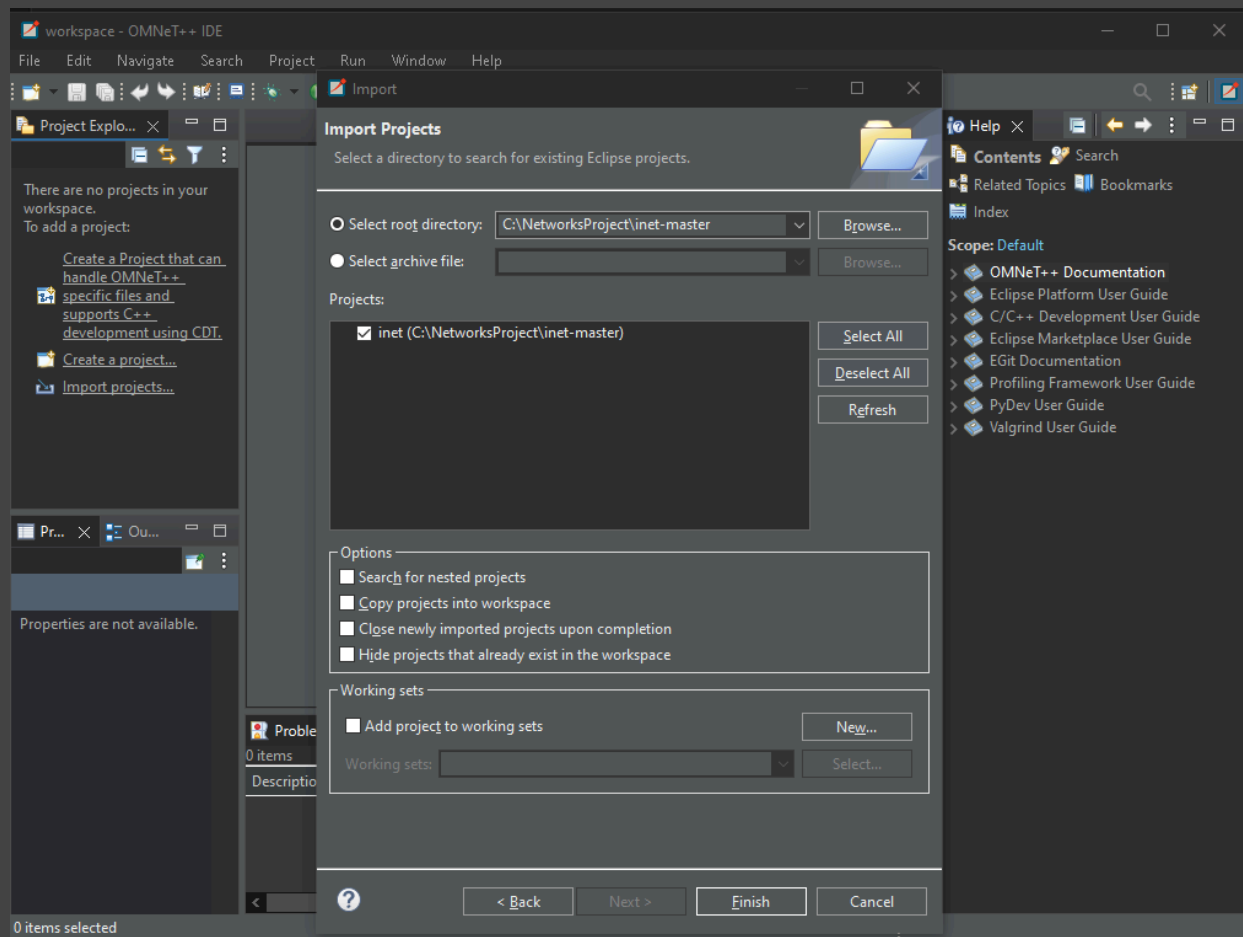 workspace - OMNeT++ IDE
File Edit Navigate Search Project Run Window Help
Project Explo...
There are no projects in your
workspace.
To add a project:
Create a Project that can
handle OMNeT++
specific files and
supports C++
development using CDT.
Create a project...
Import projects...
Pr... Ou...
Properties are not available.
Proble
0 items
Descriptio
0 items selected
Import
Import Projects
Select a directory to search for existing Eclipse projects.
Select root directory: C:\NetworksProject\inet-master Browse...
Select archive file: Browse...
Projects:
inet (C:\NetworksProject\inet-master)
Select All
Deselect All
Refresh
Options
Search for nested projects
Copy projects into workspace
Close newly imported projects upon completion
Hide projects that already exist in the workspace
Working sets
Add project to working sets New...
Working sets: Select...
? < Back Next > Finish Cancel
Help
Contents Search
Related Topics Bookmarks
Index
Scope: Default
OMNeT++ Documentation
Eclipse Platform User Guide
C/C++ Development User Guide
Eclipse Marketplace User Guide
EGit Documentation
Profiling Framework User Guide
PyDev User Guide
Valgrind User Guide